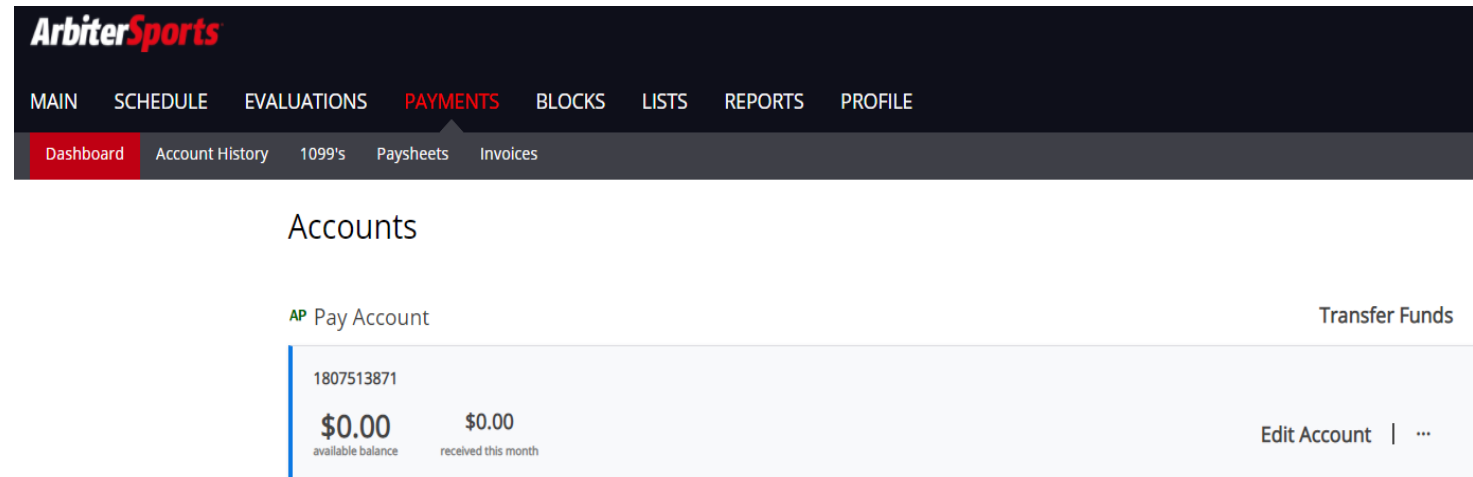 ArbiterSports
MAIN SCHEDULE EVALUATIONS PAYMENTS BLOCKS LISTS REPORTS PROFILE
Dashboard Account History 1099's Paysheets Invoices
Accounts
AP Pay Account Transfer Funds
1807513871
$0.00 $0.00
available balance received this month
Edit Account | ...